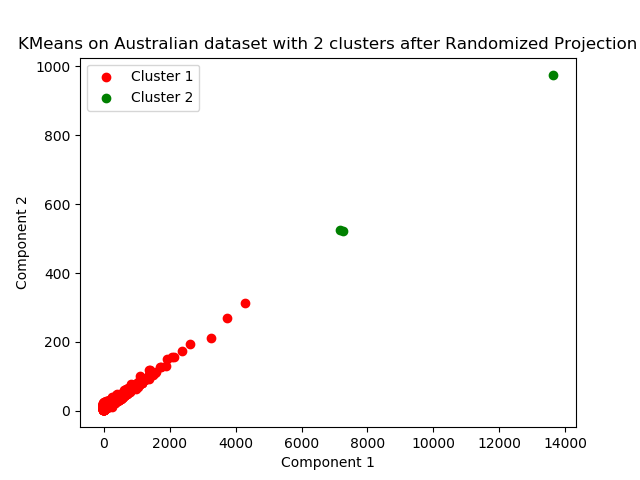 KMeans on Australian dataset with 2 clusters after Randomized Projection
Cluster 1
Cluster 2
1000
800
600
400
200
0
Component 2
0 2000 4000 6000 8000 10000 12000 14000
Component 1